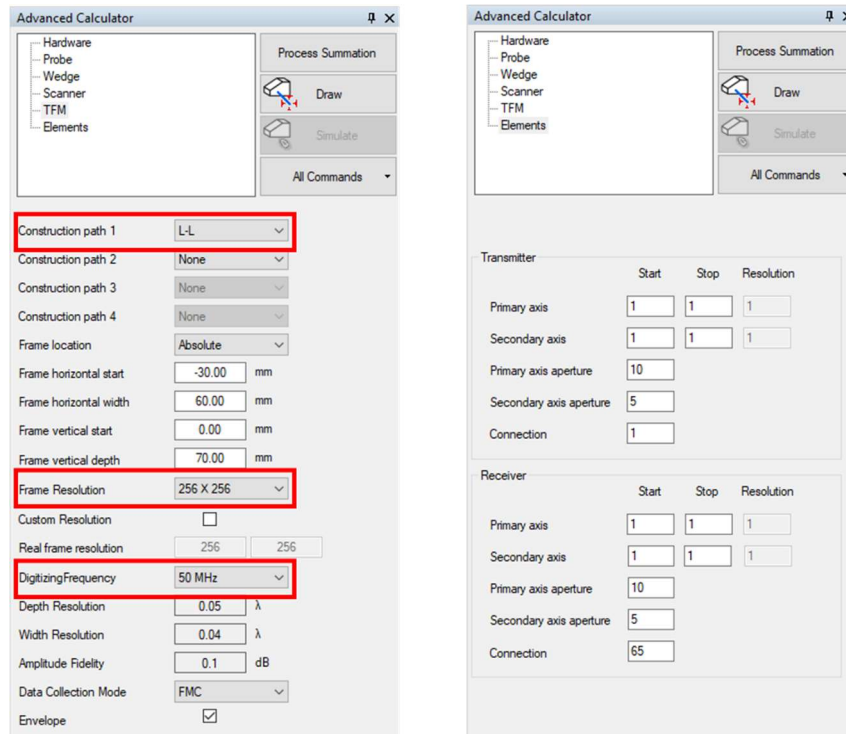 Advanced Calculator
Hardware
Probe
Wedge
Scanner
TFM
Elements
Process Summation
Draw
Simulate
All Commands
Construction path 1 L-L
Construction path 2 None
Construction path 3 None
Construction path 4 None
Frame location Absolute
Frame horizontal start -30.00 mm
Frame horizontal width 60.00 mm
Frame vertical start 0.00 mm
Frame vertical depth 70.00 mm
Frame Resolution 256 X 256
Custom Resolution
Real frame resolution 256 256
DigitizingFrequency 50 MHz
Depth Resolution 0.05 λ
Width Resolution 0.04 λ
Amplitude Fidelity 0.1 dB
Data Collection Mode FMC
Envelope
Advanced Calculator
Hardware
Probe
Wedge
Scanner
TFM
Elements
Process Summation
Draw
Simulate
All Commands
Transmitter
Start Stop Resolution
Primary axis 1 1 1
Secondary axis 1 1 1
Primary axis aperture 10
Secondary axis aperture 5
Connection 1
Receiver
Start Stop Resolution
Primary axis 1 1 1
Secondary axis 1 1 1
Primary axis aperture 10
Secondary axis aperture 5
Connection 65